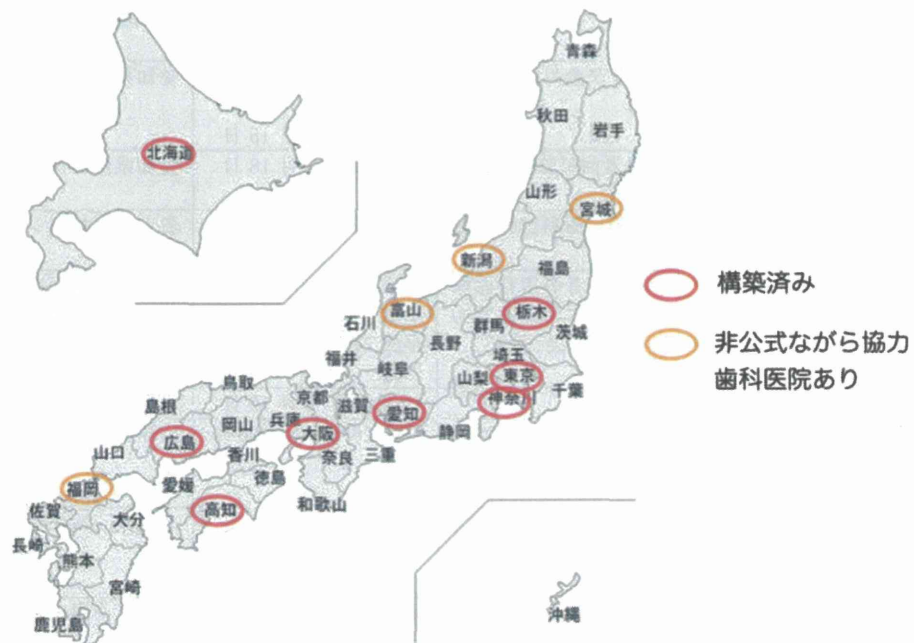 青森
秋田
岩手
北海道
山形
宮城
新潟
福島
富山
栃木
石川
群馬
茨城
長野
福井
岐阜
埼玉
山梨
東京
千葉
神奈川
鳥取
京都
滋賀
愛知
静岡
島根
岡山
兵庫
大阪
広島
奈良
三重
山口
香川
徳島
愛媛
和歌山
高知
福岡
佐賀
大分
長崎
熊本
宮崎
鹿児島
沖縄
構築済み
非公式ながら協力
歯科医院あり